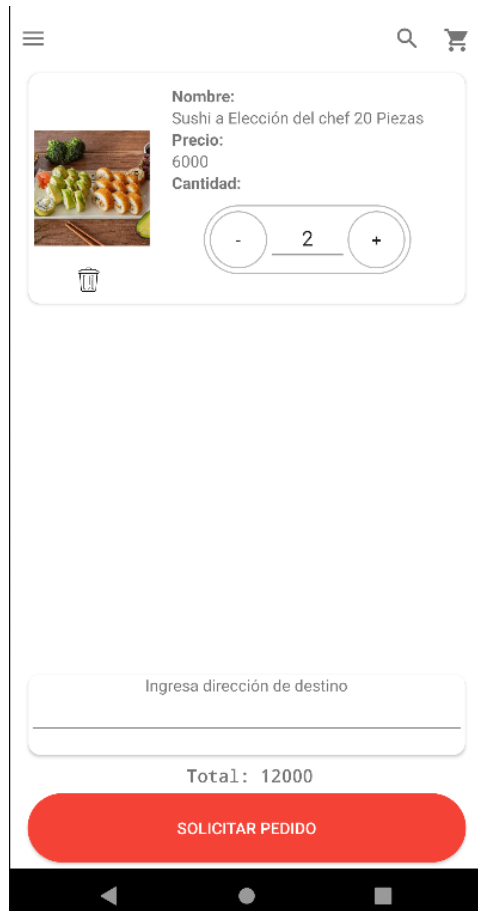 Nombre:
Sushi a Elección del chef 20 Piezas
Precio:
6000
Cantidad:
- 2 +
Ingresa dirección de destino
Total: 12000
SOLICITAR PEDIDO